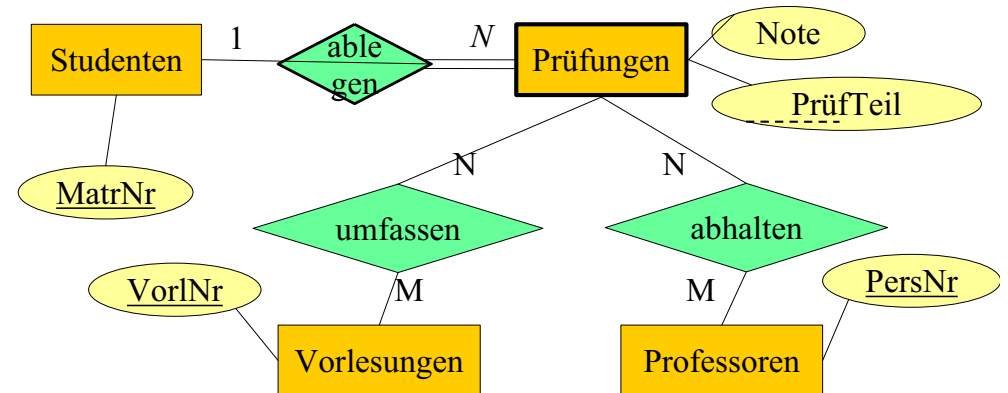 1
N
Note
Studenten
able
gen
Prüfungen
PrüfTeil
MatrNr
N
N
umfassen
abhalten
VorlNr
M
M
PersNr
Vorlesungen
Professoren